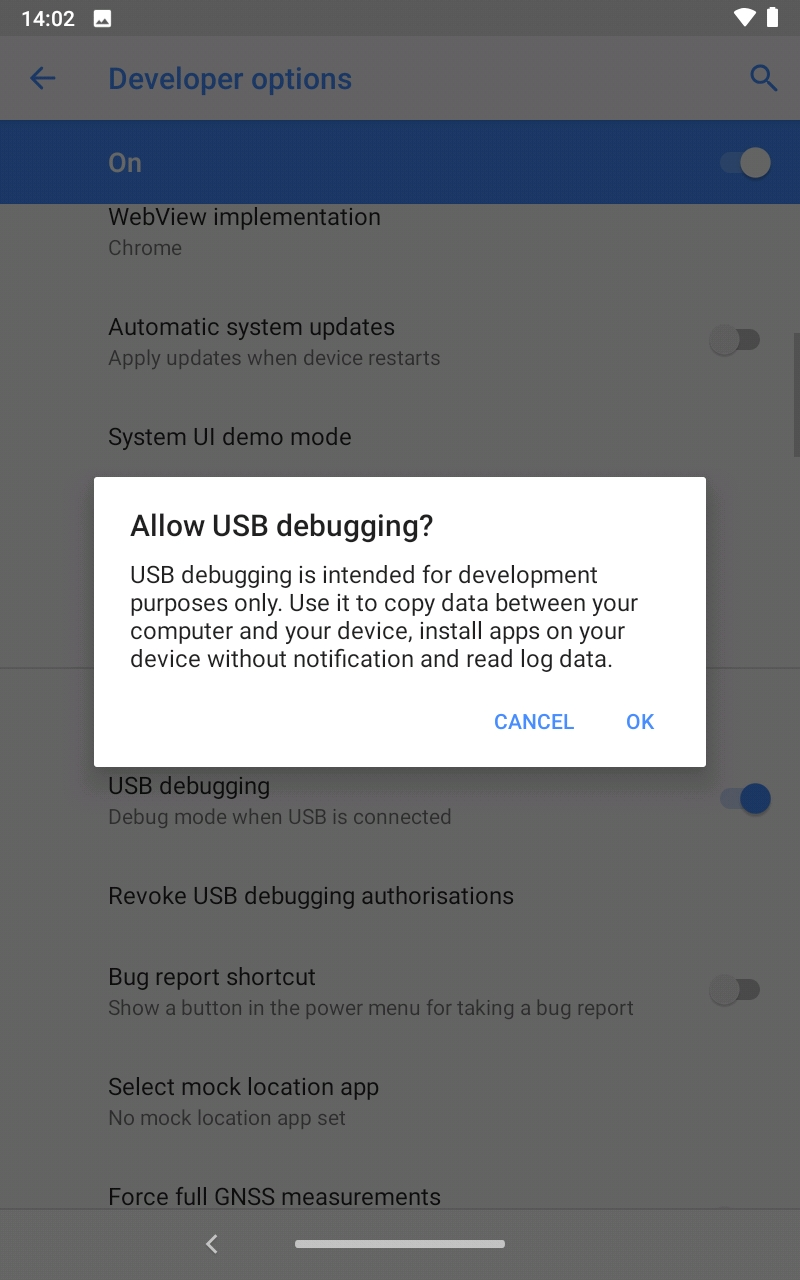 14:02
Developer options
On
WebView implementation
Chrome
Automatic system updates
Apply updates when device restarts
System UI demo mode
Allow USB debugging?
USB debugging is intended for development
purposes only. Use it to copy data between your
computer and your device, install apps on your
device without notification and read log data.
CANCEL OK
USB debugging
Debug mode when USB is connected
Revoke USB debugging authorisations
Bug report shortcut
Show a button in the power menu for taking a bug report
Select mock location app
No mock location app set
Force full GNSS measurements